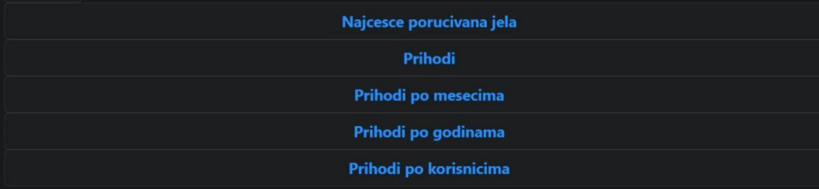 Najcesce porucivana jela
Prihodi
Prihodi po mesecima
Prihodi po godinama
Prihodi po korisnicima